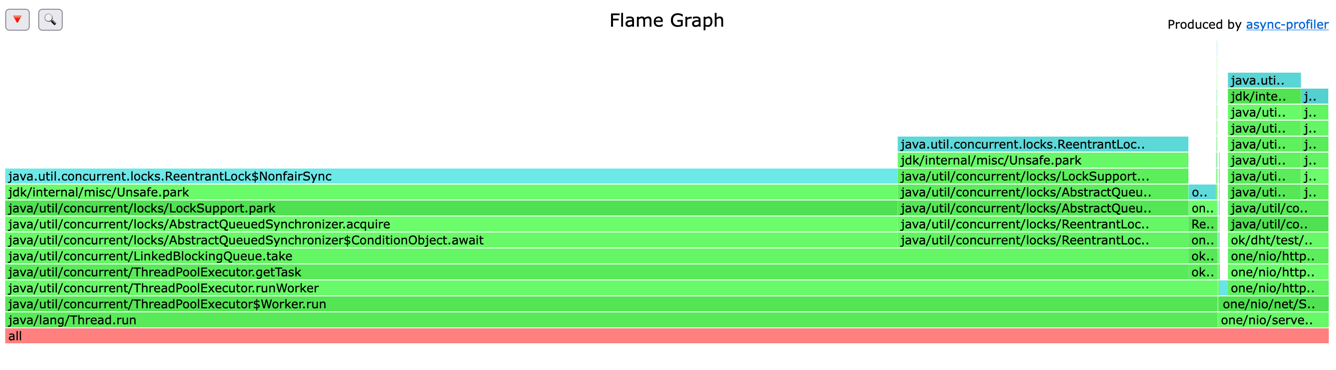 🔻 🔍 Flame Graph Produced by async-profiler
java.uti..
jdk/inte.. j..
java/uti.. j..
java/uti.. j..
java.util.concurrent.locks.ReentrantLoc.. java/uti.. j..
jdk/internal/misc/Unsafe.park java/uti.. j..
java.util.concurrent.locks.ReentrantLock$NonfairSync java/util/concurrent/locks/LockSupport... java/uti.. j..
jdk/internal/misc/Unsafe.park java/util/concurrent/locks/AbstractQueu.. o.. java/uti.. j..
java/util/concurrent/locks/LockSupport.park java/util/concurrent/locks/AbstractQueu.. on.. java/util/co..
java/util/concurrent/locks/AbstractQueuedSynchronizer.acquire java/util/concurrent/locks/ReentrantLoc.. Re.. java/util/co..
java/util/concurrent/locks/AbstractQueuedSynchronizer$ConditionObject.await java/util/concurrent/locks/ReentrantLoc.. on.. ok/dht/test/..
java/util/concurrent/LinkedBlockingQueue.take ok.. one/nio/http..
java/util/concurrent/ThreadPoolExecutor.getTask ok.. one/nio/http..
java/util/concurrent/ThreadPoolExecutor.runWorker one/nio/http..
java/util/concurrent/ThreadPoolExecutor$Worker.run one/nio/net/S..
java/lang/Thread.run one/nio/serve..
all